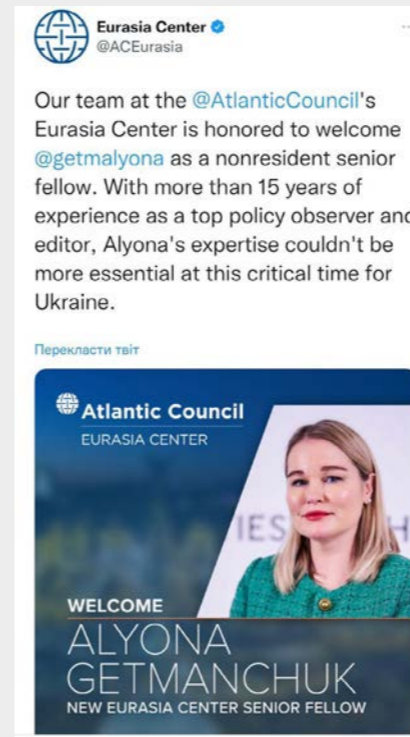 Eurasia Center
@ACEurasia
Our team at the @AtlanticCouncil's
Eurasia Center is honored to welcome
@getmalyona as a nonresident senior
fellow. With more than 15 years of
experience as a top policy observer and
editor, Alyona's expertise couldn't be
more essential at this critical time for
Ukraine.
Перекласти твіт
Atlantic Council
EURASIA CENTER
IES
H
WELCOME
ALYONA
GETMANCHUK
NEW EURASIA CENTER SENIOR FELLOW